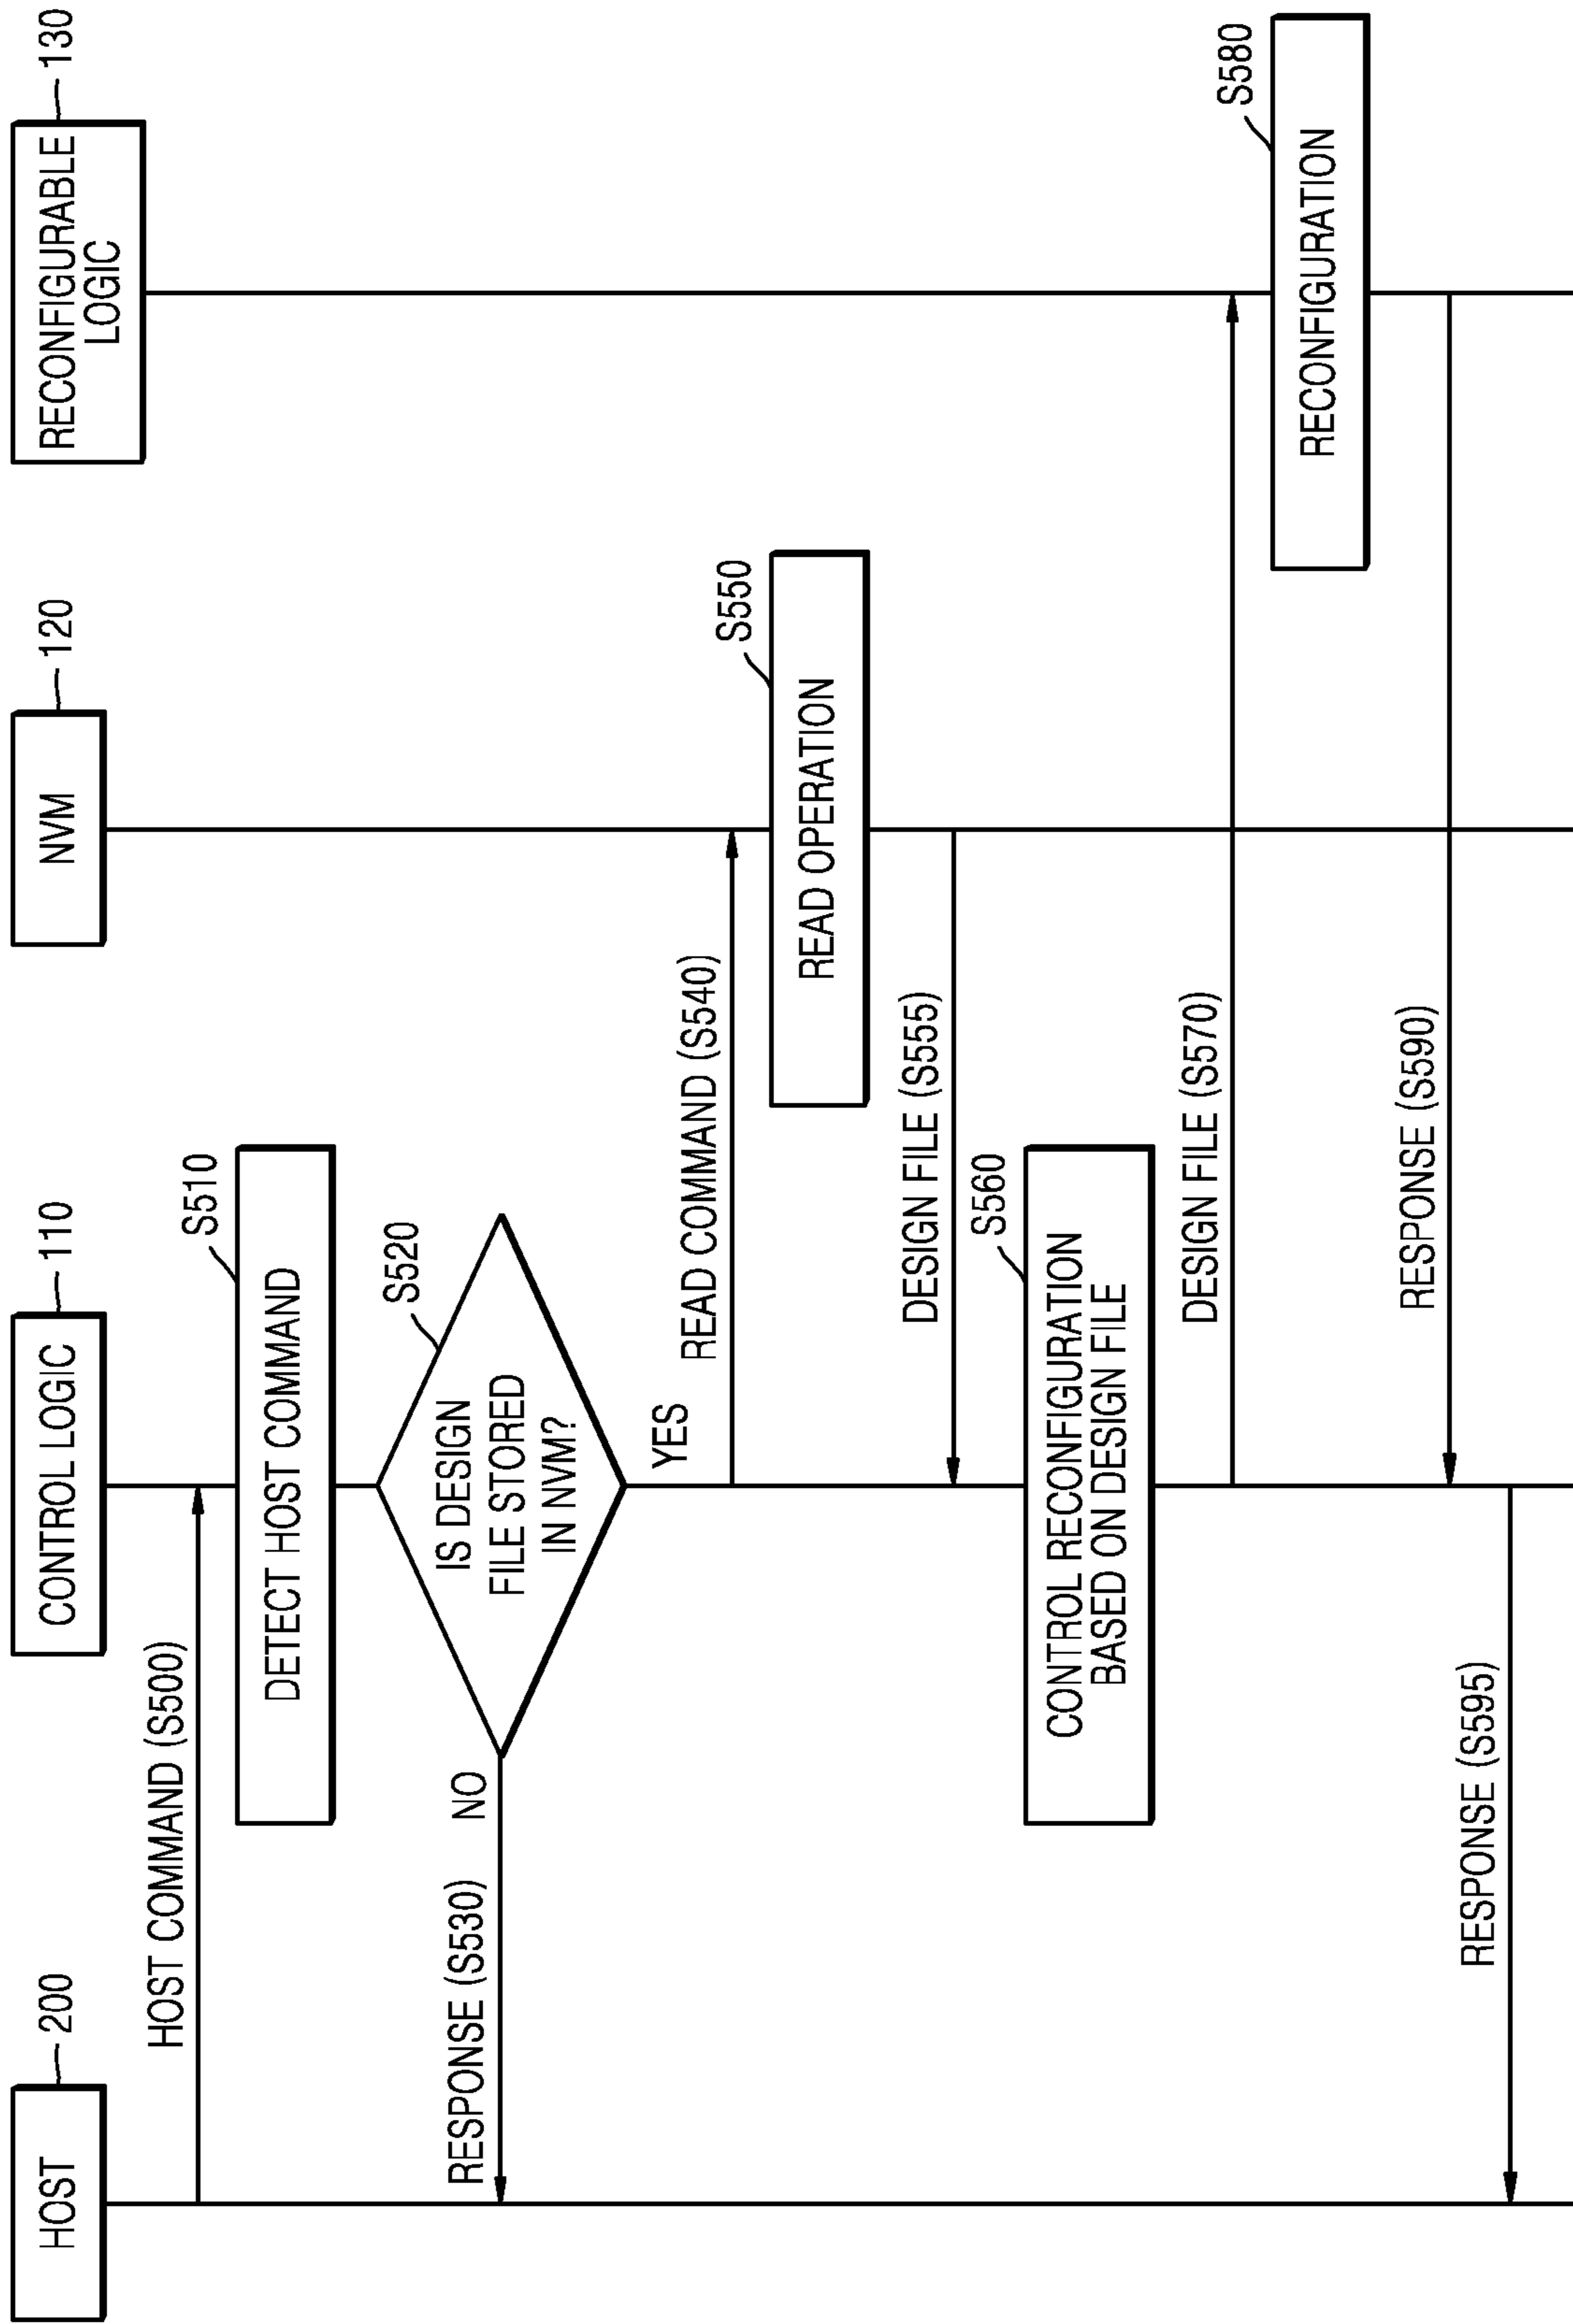 HOST
200
CONTROL LOGIC
110
NVM
120
RECONFIGURABLE
LOGIC
130
HOST COMMAND (S500)
S510
DETECT HOST COMMAND
S520
IS DESIGN
FILE STORED
IN NVM?
NO
RESPONSE (S530)
YES
READ COMMAND (S540)
S550
READ OPERATION
DESIGN FILE (S555)
S560
CONTROL RECONFIGURATION
BASED ON DESIGN FILE
DESIGN FILE (S570)
S580
RECONFIGURATION
RESPONSE (S590)
RESPONSE (S595)